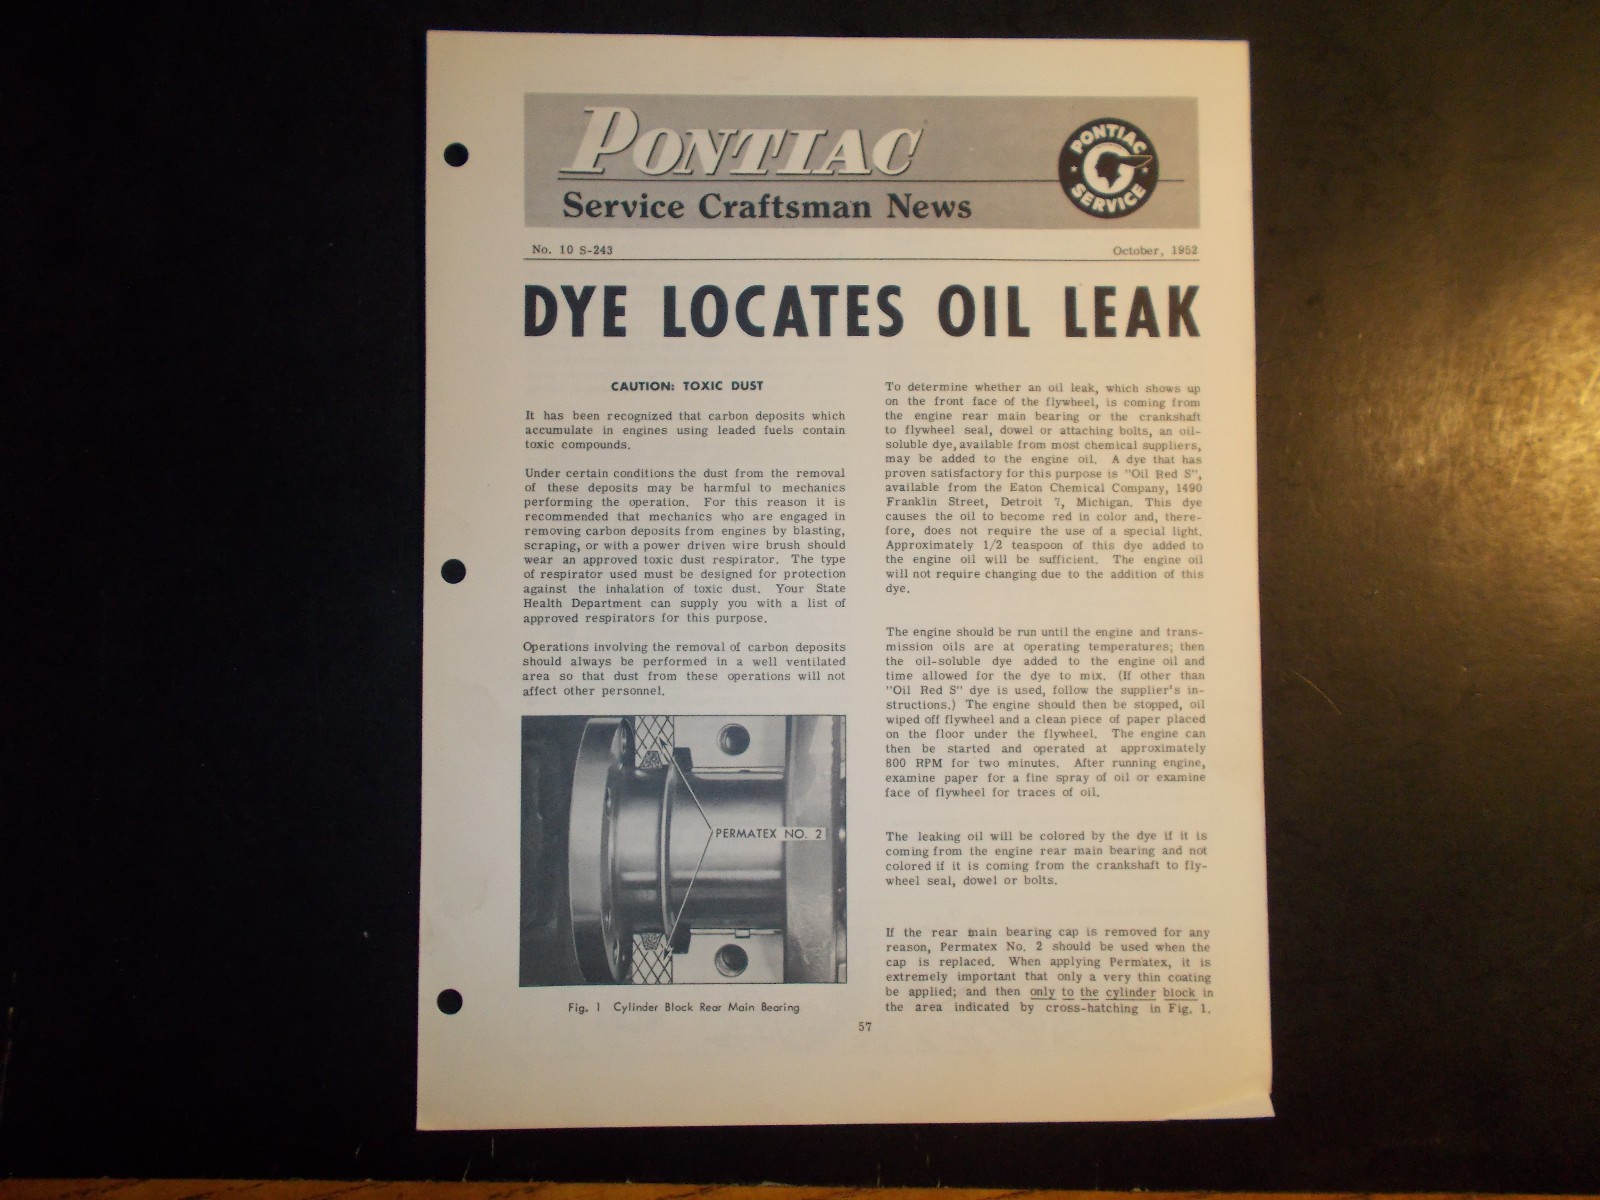 PONTIAC
Service Craftsman News
PONTIAC
SERVICE
No. 10 S-243
October, 1952
DYE LOCATES OIL LEAK
CAUTION: TOXIC DUST
It has been recognized that carbon deposits which
accumulate in engines using leaded fuels contain
toxic compounds.
Under certain conditions the dust from the removal
of these deposits may be harmful to mechanics
performing the operation. For this reason it is
recommended that mechanics who are engaged in
removing carbon deposits from engines by blasting,
scraping, or with a power driven wire brush should
wear an approved toxic dust respirator. The type
of respirator used must be designed for protection
against the inhalation of toxic dust. Your State
Health Department can supply you with a list of
approved respirators for this purpose.
Operations involving the removal of carbon deposits
should always be performed in a well ventilated
area so that dust from these operations will not
affect other personnel.
PERMATEX NO. 2
Fig. 1 Cylinder Block Rear Main Bearing
To determine whether an oil leak, which shows up
on the front face of the flywheel, is coming from
the engine rear main bearing or the crankshaft
to flywheel seal, dowel or attaching bolts, an oil-
soluble dye, available from most chemical suppliers,
may be added to the engine oil. A dye that has
proven satisfactory for this purpose is "Oil Red S",
available from the Eaton Chemical Company, 1490
Franklin Street, Detroit 7, Michigan. This dye
causes the oil to become red in color and, there-
fore, does not require the use of a special light.
Approximately 1/2 teaspoon of this dye added to
the engine oil will be sufficient. The engine oil
will not require changing due to the addition of this
dye.
The engine should be run until the engine and trans-
mission oils are at operating temperatures; then
the oil-soluble dye added to the engine oil and
time allowed for the dye to mix. (If other than
"Oil Red S" dye is used, follow the supplier's in-
structions.) The engine should then be stopped, oil
wiped off flywheel and a clean piece of paper placed
on the floor under the flywheel. The engine can
then be started and operated at approximately
800 RPM for two minutes. After running engine,
examine paper for a fine spray of oil or examine
face of flywheel for traces of oil.
The leaking oil will be colored by the dye if it is
coming from the engine rear main bearing and not
colored if it is coming from the crankshaft to fly-
wheel seal, dowel or bolts.
If the rear main bearing cap is removed for any
reason, Permatex No. 2 should be used when the
cap is replaced. When applying Permatex, it is
extremely important that only a very thin coating
be applied; and then only to the cylinder block in
the area indicated by cross-hatching in Fig. 1.
57